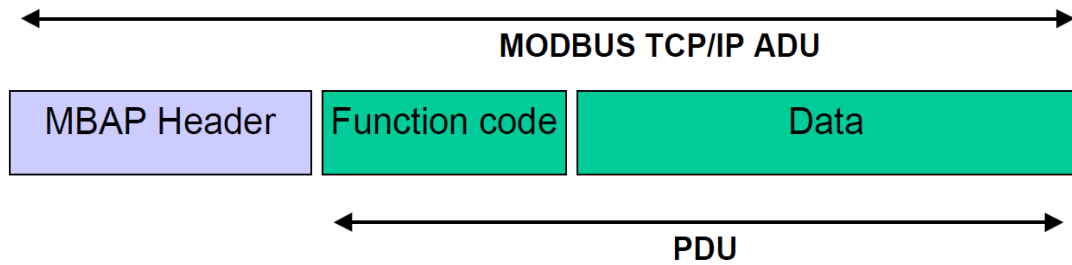 MODBUS TCP/IP ADU
MBAP Header Function code Data
PDU